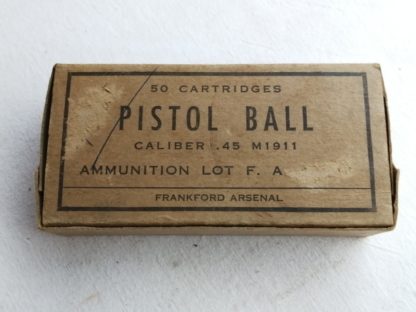 50 CARTRIDGES
PISTOL BALL
CALIBER .45 M1911
AMMUNITION LOT F. A
FRANKFORD ARSENAL